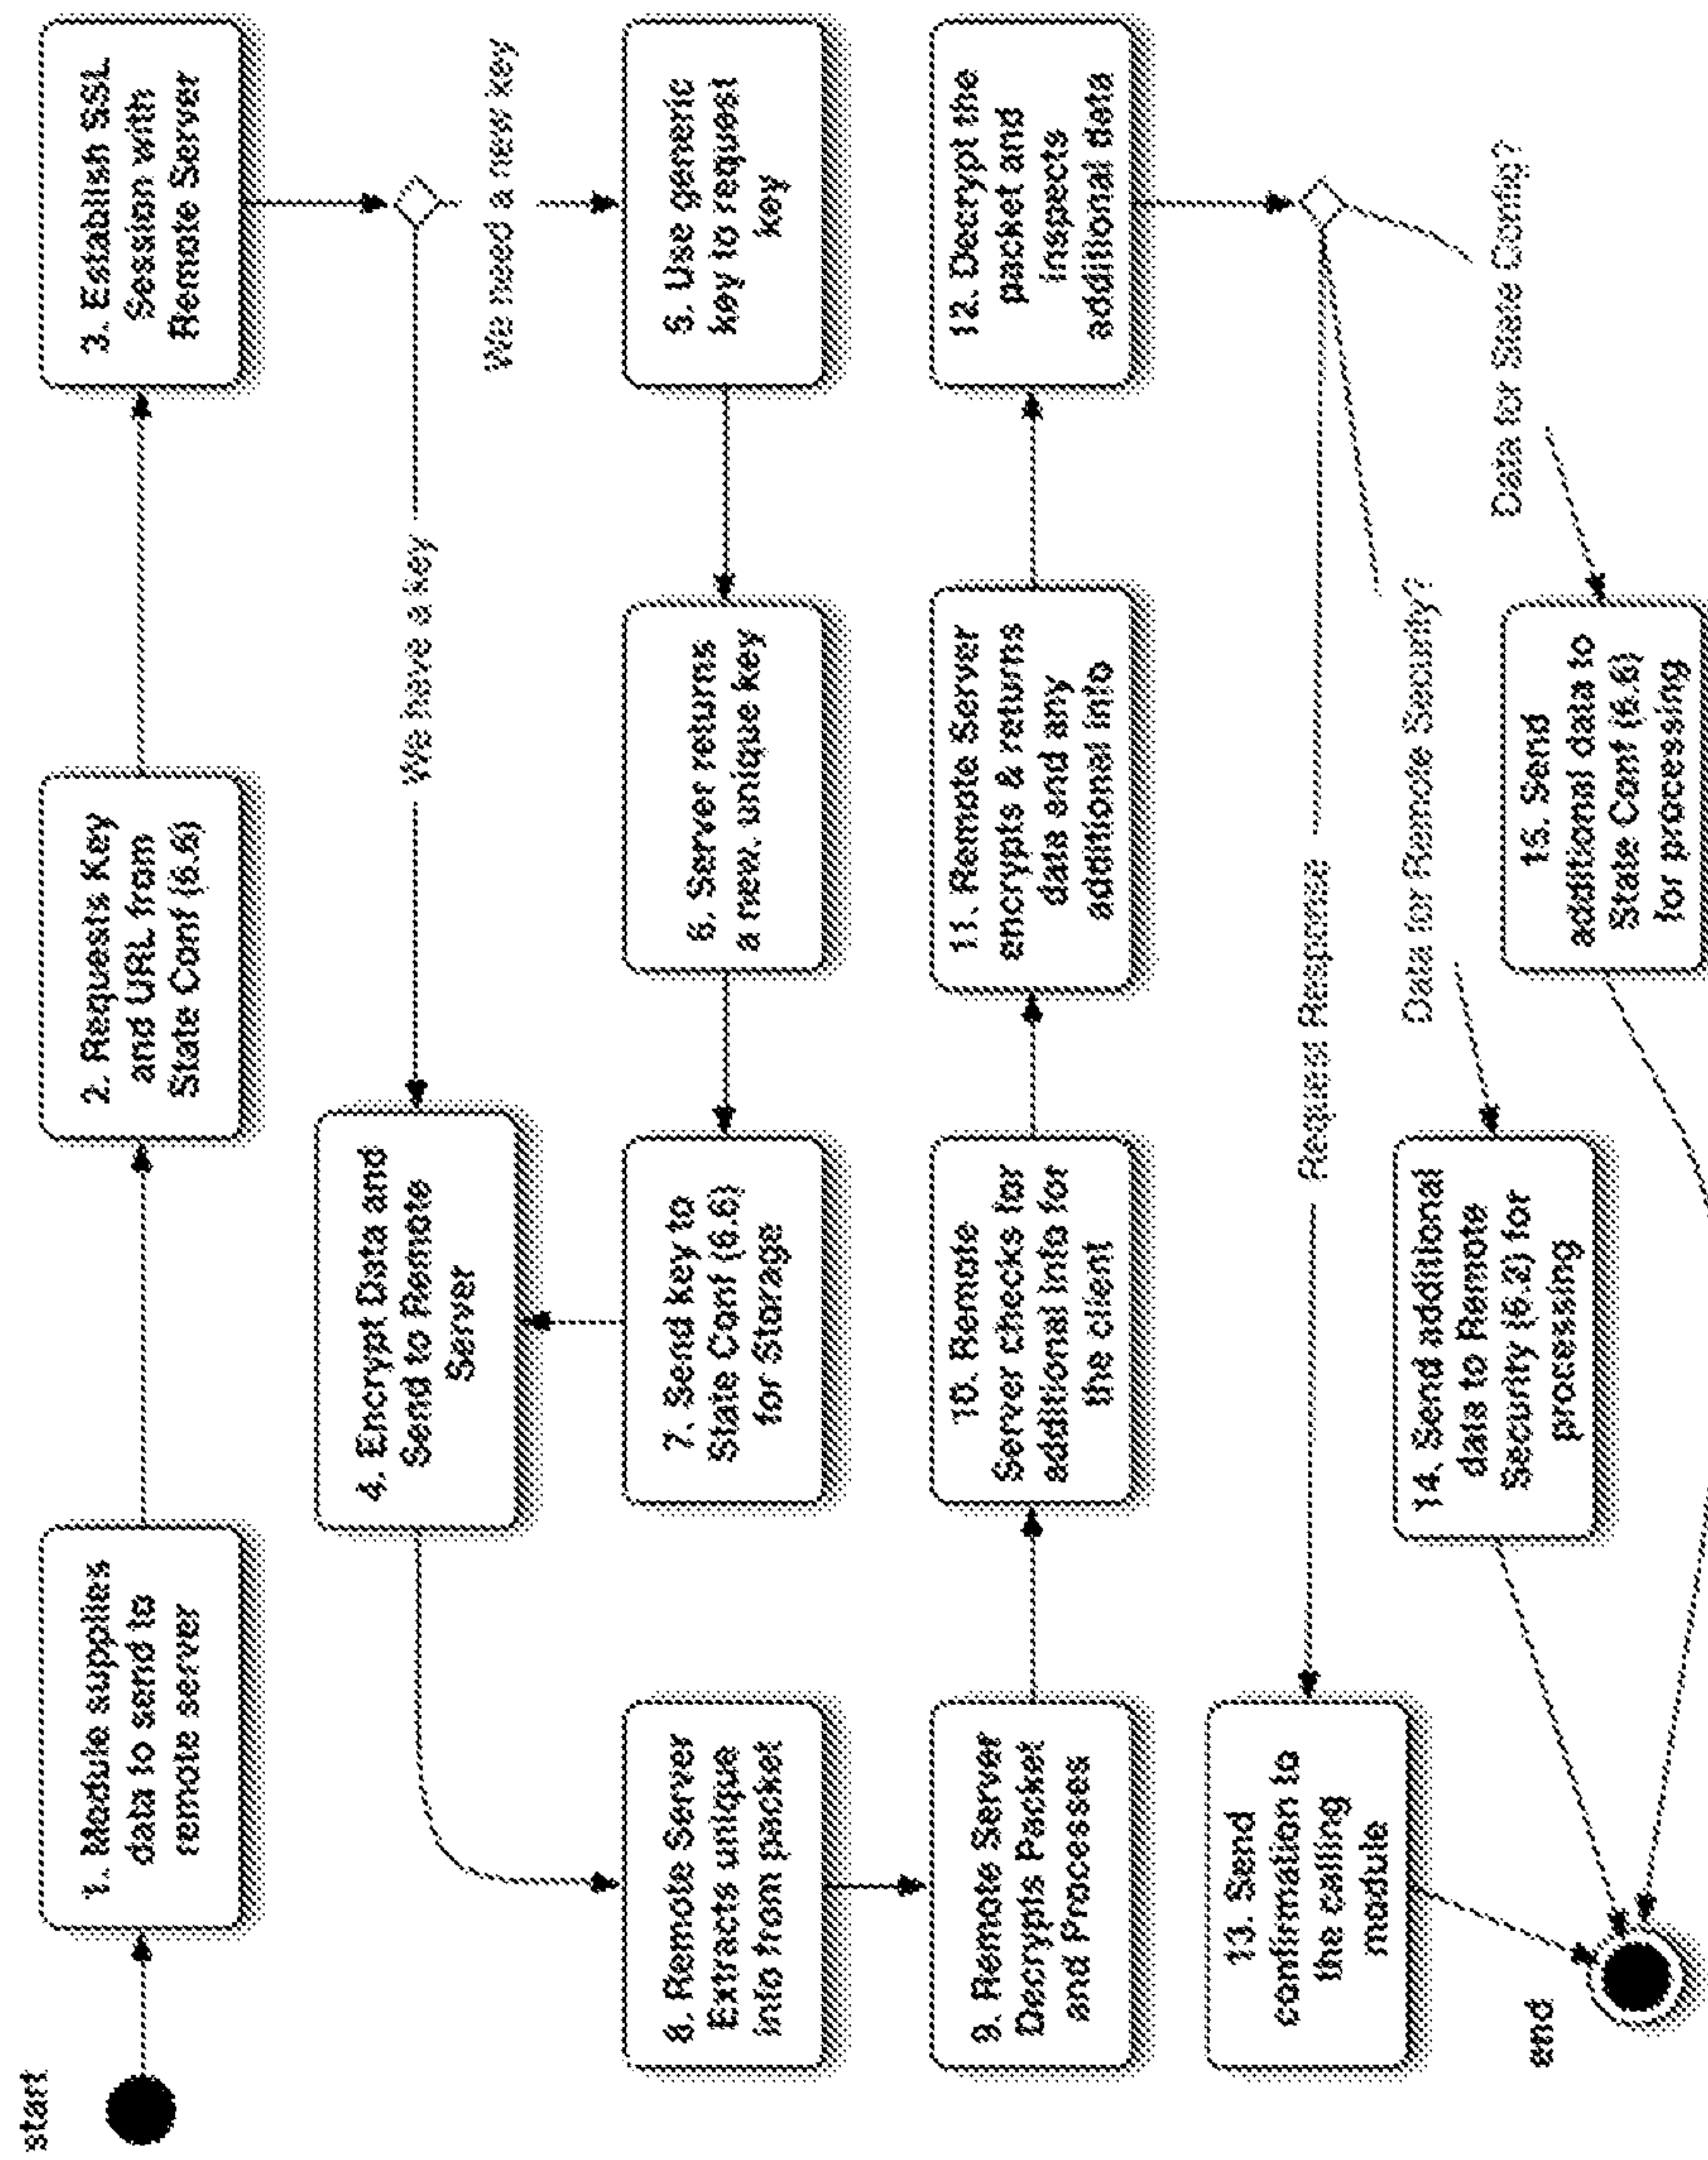 start
1. Module supplies
data to send to
remote server
2. Requests Key
and URL from
State Conf (6.6)
3. Establish SSL
Session with
Remote Server
We have a key
We need a new key
4. Encrypt Data and
Send to Remote
Server
5. Use generic
key to request
key
6. Server returns
a new, unique key
7. Send key to
State Conf (6.6)
for Storage
8. Remote Server
Extracts unique
info from packet
9. Remote Server
Decrypts Packet
and Processes
10. Remote
Server checks for
additional info for
the client
11. Remote Server
encrypts & returns
data and any
additional info
12. Decrypt the
packet and
inspects
additional data
Request Response
Data for Remote Security?
Data for State Config?
13. Send
confirmation to
the calling
module
14. Send additional
data to Remote
Security (6.2) for
processing
15. Send
additional data to
State Conf (6.6)
for processing
end